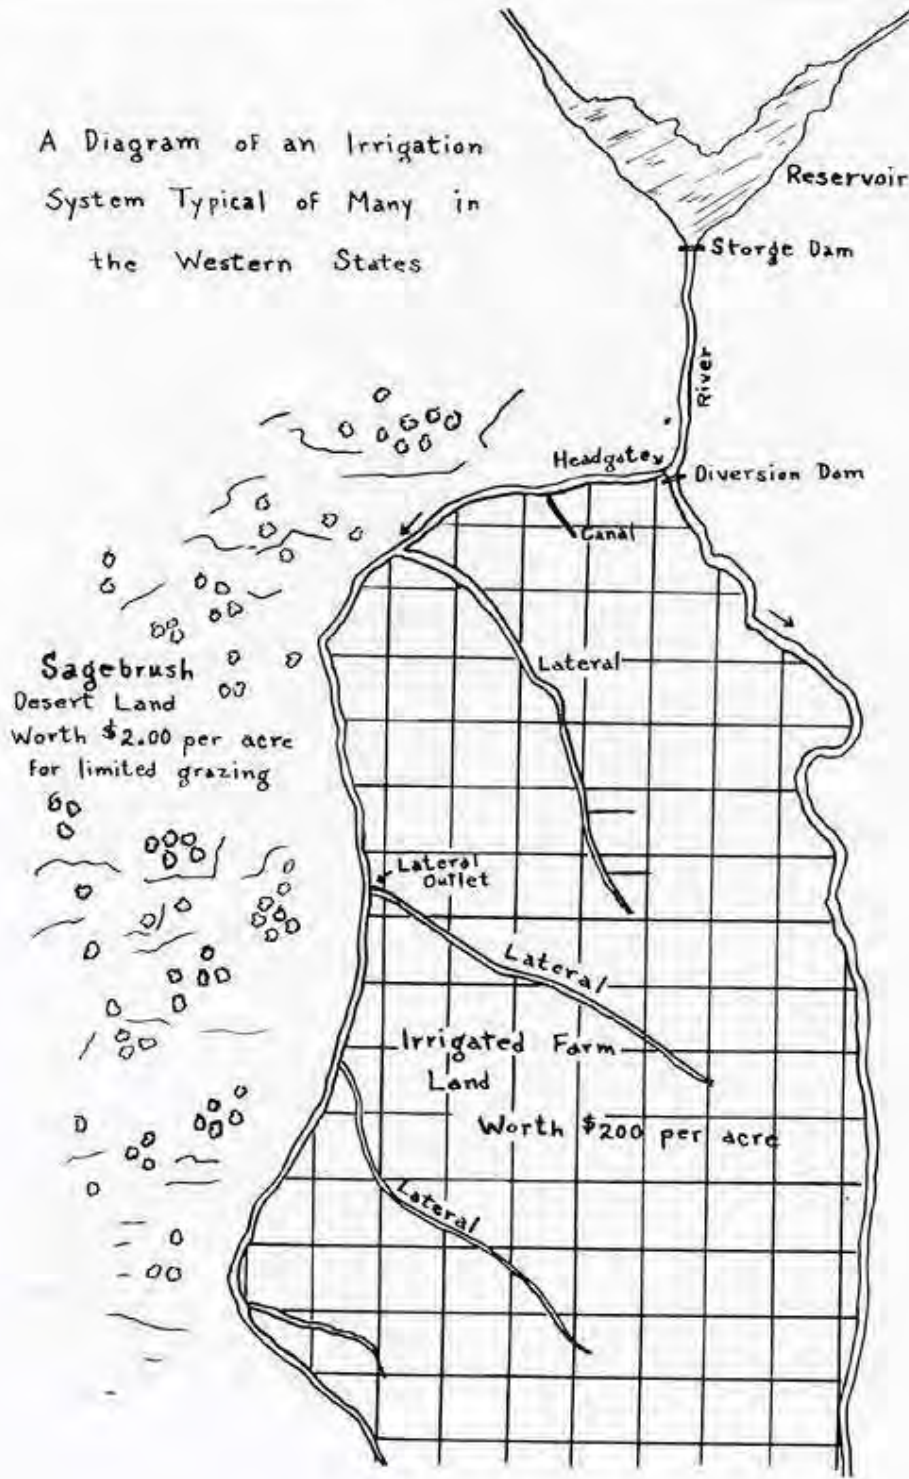 A Diagram of an Irrigation
System Typical of Many in
the Western States
Reservoir
Storge Dam
River
Headgate
Diversion Dam
Canal
Lateral
Sagebrush
Desert Land
Worth $2.00 per acre
for limited grazing
Lateral
Outlet
Lateral
Irrigated Farm
Land
Worth $200 per acre
Lateral